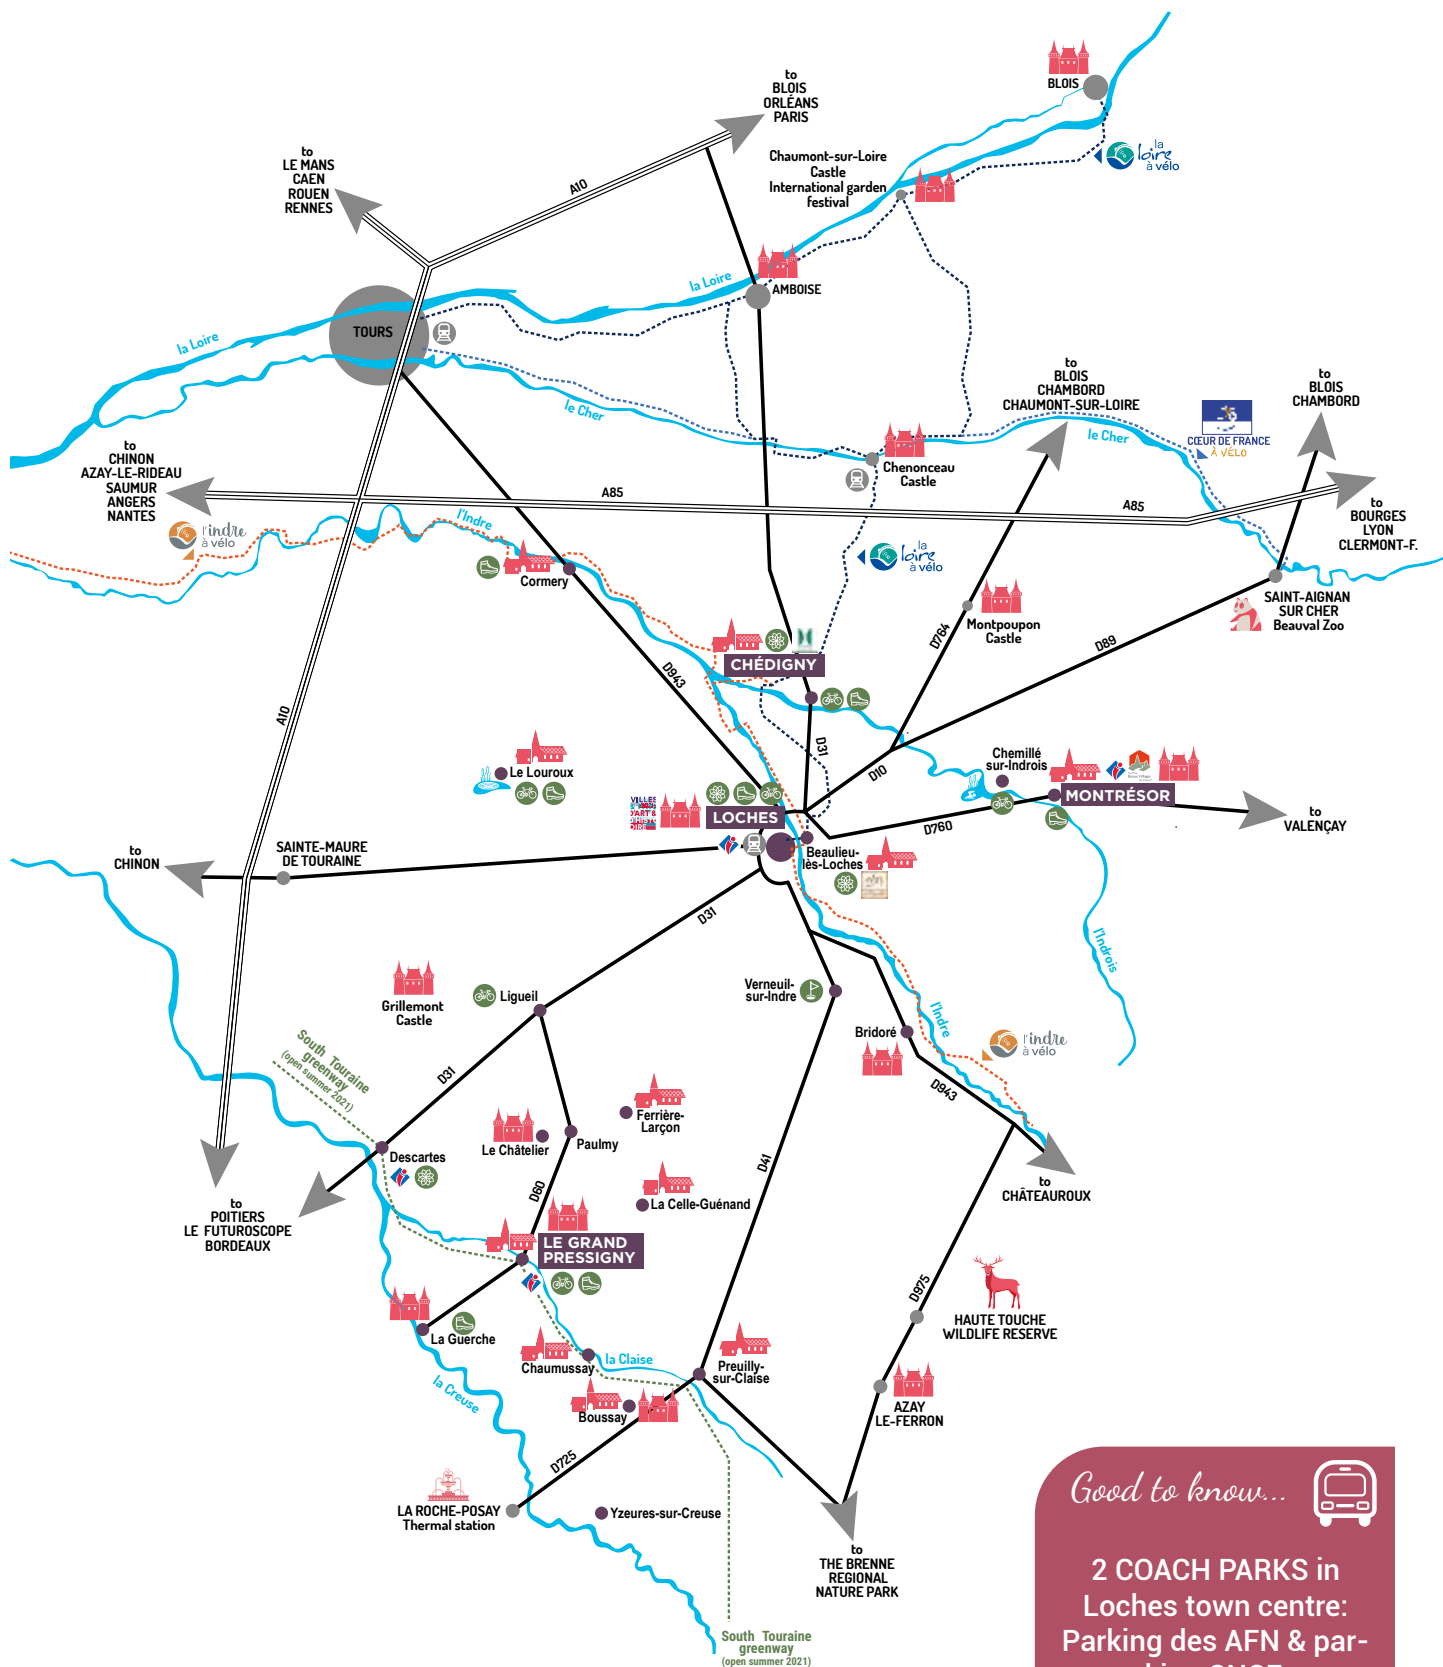 BLOIS
to
BLOIS
ORLÉANS
PARIS
la
loire
à vélo
Chaumont-sur-Loire
Castle
International garden
festival
to
LE MANS
CAEN
ROUEN
RENNES
A10
la Loire
AMBOISE
TOURS
la Loire
le Cher
to
BLOIS
CHAMBORD
CHAUMONT-SUR-LOIRE
to
BLOIS
CHAMBORD
le Cher
CŒUR DE FRANCE
À VÉLO
to
CHINON
AZAY-LE-RIDEAU
SAUMUR
ANGERS
NANTES
Chenonceau
Castle
A85
A85
to
BOURGES
LYON
CLERMONT-F.
l'Indre
l'indre
à vélo
la
loire
à vélo
Cormery
SAINT-AIGNAN
SUR CHER
Beauval Zoo
Montpoupon
Castle
D764
D89
CHÉDIGNY
D943
A10
D31
D10
Le Louroux
Chemillé
sur-Indrois
MONTRÉSOR
VILLES
D'ART &
D'HISTO
IRE
LOCHES
D760
to
VALENÇAY
to
CHINON
SAINTE-MAURE
DE TOURAINE
Beaulieu-
lès-Loches
D31
l'Indrois
Grillemont
Castle
Ligueil
Verneuil-
sur-Indre
Bridoré
l'Indre
l'indre
à vélo
South Touraine
greenway
(open summer 2021)
D31
D943
Ferrière-
Larçon
Le Châtelier
Paulmy
Descartes
D41
D60
La Celle-Guénand
to
CHÂTEAUROUX
to
POITIERS
LE FUTUROSCOPE
BORDEAUX
LE GRAND
PRESSIGNY
D975
HAUTE TOUCHE
WILDLIFE RESERVE
La Guerche
Chaumussay
la Claise
Preuilly-
sur-Claise
la Creuse
Boussay
AZAY
LE-FERRON
D725
LA ROCHE-POSAY
Thermal station
Yzeures-sur-Creuse
to
THE BRENNE
REGIONAL
NATURE PARK
South Touraine
greenway
(open summer 2021)
Good to know...
2 COACH PARKS in
Loches town centre:
Parking des AFN & par-